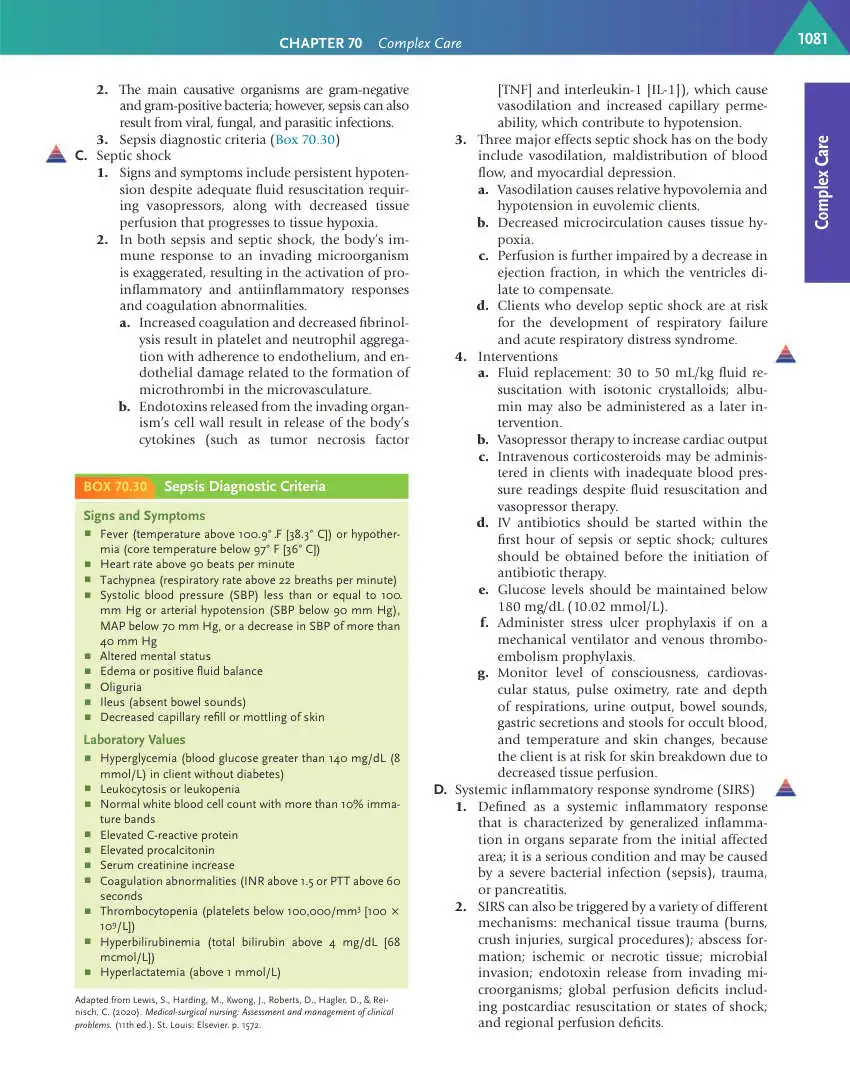 CHAPTER 70 Complex Care
1081
2. The main causative organisms are gram-negative
and gram-positive bacteria; however, sepsis can also
result from viral, fungal, and parasitic infections.
3. Sepsis diagnostic criteria (Box 70.30)
C. Septic shock
1. Signs and symptoms include persistent hypoten-
sion despite adequate fluid resuscitation requir-
ing vasopressors, along with decreased tissue
perfusion that progresses to tissue hypoxia.
2. In both sepsis and septic shock, the body's im-
mune response to an invading microorganism
is exaggerated, resulting in the activation of pro-
inflammatory and antiinflammatory responses
and coagulation abnormalities.
a. Increased coagulation and decreased fibrinol-
ysis result in platelet and neutrophil aggrega-
tion with adherence to endothelium, and en-
dothelial damage related to the formation of
microthrombi in the microvasculature.
b. Endotoxins released from the invading organ-
ism's cell wall result in release of the body's
cytokines (such as tumor necrosis factor
BOX 70.30 Sepsis Diagnostic Criteria
Signs and Symptoms
■ Fever (temperature above 100.9° .F [38.3° C]) or hypother-
mia (core temperature below 97° F [36° C])
■ Heart rate above 90 beats per minute
■ Tachypnea (respiratory rate above 22 breaths per minute)
■ Systolic blood pressure (SBP) less than or equal to 100.
mm Hg or arterial hypotension (SBP below 90 mm Hg),
MAP below 70 mm Hg, or a decrease in SBP of more than
40 mm Hg
■ Altered mental status
■ Edema or positive fluid balance
■ Oliguria
■ Ileus (absent bowel sounds)
■ Decreased capillary refill or mottling of skin
Laboratory Values
■ Hyperglycemia (blood glucose greater than 140 mg/dL (8
mmol/L) in client without diabetes)
■ Leukocytosis or leukopenia
■ Normal white blood cell count with more than 10% imma-
ture bands
■ Elevated C-reactive protein
■ Elevated procalcitonin
■ Serum creatinine increase
■ Coagulation abnormalities (INR above 1.5 or PTT above 60
seconds
■ Thrombocytopenia (platelets below 100,000/mm³ [100 ×
10⁹/L])
■ Hyperbilirubinemia (total bilirubin above 4 mg/dL [68
mcmol/L])
■ Hyperlactatemia (above 1 mmol/L)
Adapted from Lewis, S., Harding, M., Kwong, J., Roberts, D., Hagler, D., & Rei-
nisch, C. (2020). Medical-surgical nursing: Assessment and management of clinical
problems. (11th ed.). St. Louis: Elsevier. p. 1572.
[TNF] and interleukin-1 [IL-1]), which cause
vasodilation and increased capillary perme-
ability, which contribute to hypotension.
3. Three major effects septic shock has on the body
include vasodilation, maldistribution of blood
flow, and myocardial depression.
a. Vasodilation causes relative hypovolemia and
hypotension in euvolemic clients.
b. Decreased microcirculation causes tissue hy-
poxia.
c. Perfusion is further impaired by a decrease in
ejection fraction, in which the ventricles di-
late to compensate.
d. Clients who develop septic shock are at risk
for the development of respiratory failure
and acute respiratory distress syndrome.
4. Interventions
a. Fluid replacement: 30 to 50 mL/kg fluid re-
suscitation with isotonic crystalloids; albu-
min may also be administered as a later in-
tervention.
b. Vasopressor therapy to increase cardiac output
c. Intravenous corticosteroids may be adminis-
tered in clients with inadequate blood pres-
sure readings despite fluid resuscitation and
vasopressor therapy.
d. IV antibiotics should be started within the
first hour of sepsis or septic shock; cultures
should be obtained before the initiation of
antibiotic therapy.
e. Glucose levels should be maintained below
180 mg/dL (10.02 mmol/L).
f. Administer stress ulcer prophylaxis if on a
mechanical ventilator and venous thrombo-
embolism prophylaxis.
g. Monitor level of consciousness, cardiovas-
cular status, pulse oximetry, rate and depth
of respirations, urine output, bowel sounds,
gastric secretions and stools for occult blood,
and temperature and skin changes, because
the client is at risk for skin breakdown due to
decreased tissue perfusion.
D. Systemic inflammatory response syndrome (SIRS)
1. Defined as a systemic inflammatory response
that is characterized by generalized inflamma-
tion in organs separate from the initial affected
area; it is a serious condition and may be caused
by a severe bacterial infection (sepsis), trauma,
or pancreatitis.
2. SIRS can also be triggered by a variety of different
mechanisms: mechanical tissue trauma (burns,
crush injuries, surgical procedures); abscess for-
mation; ischemic or necrotic tissue; microbial
invasion; endotoxin release from invading mi-
croorganisms; global perfusion deficits includ-
ing postcardiac resuscitation or states of shock;
and regional perfusion deficits.
Complex Care